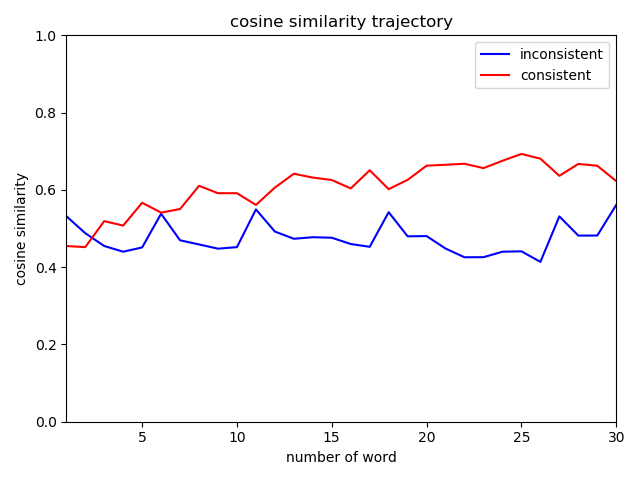 cosine similarity trajectory
inconsistent
consistent
1.0
0.8
0.6
0.4
0.2
0.0
cosine similarity
5 10 15 20 25 30
number of word